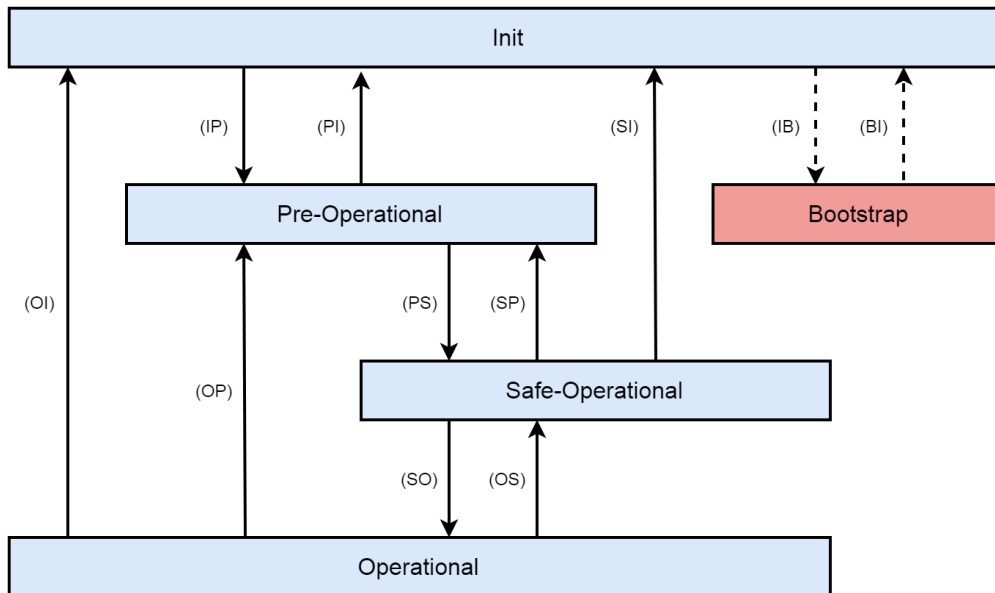 Init
(IP)
(PI)
(SI)
(IB)
(BI)
Pre-Operational
Bootstrap
(OI)
(PS)
(SP)
(OP)
Safe-Operational
(SO)
(OS)
Operational